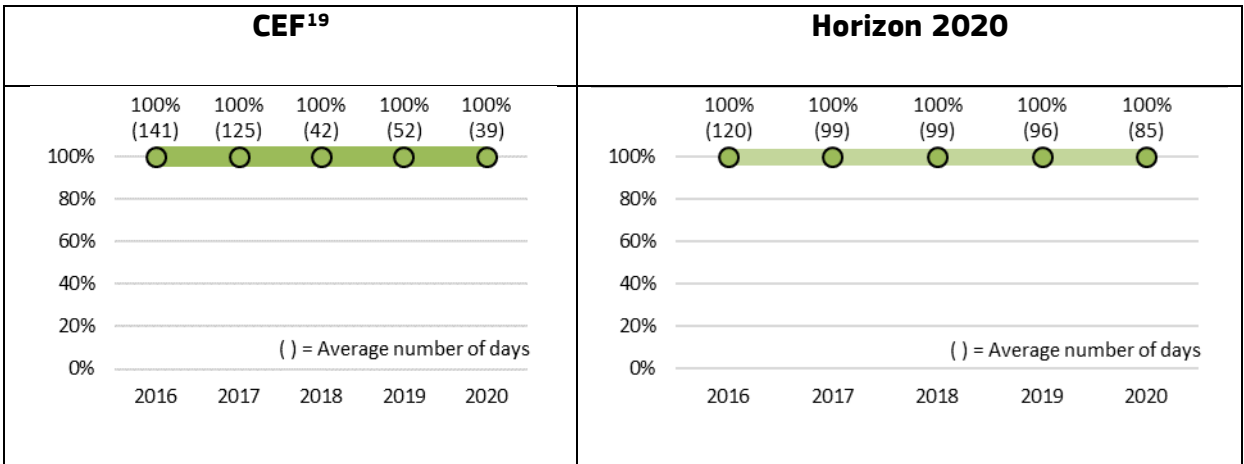 CEF¹⁹
Horizon 2020
100% 100% 100% 100% 100%
(141) (125) (42) (52) (39)
100%
80%
60%
40%
20%
( ) = Average number of days
0%
2016 2017 2018 2019 2020
100% 100% 100% 100% 100%
(120) (99) (99) (96) (85)
100%
80%
60%
40%
20%
( ) = Average number of days
0%
2016 2017 2018 2019 2020